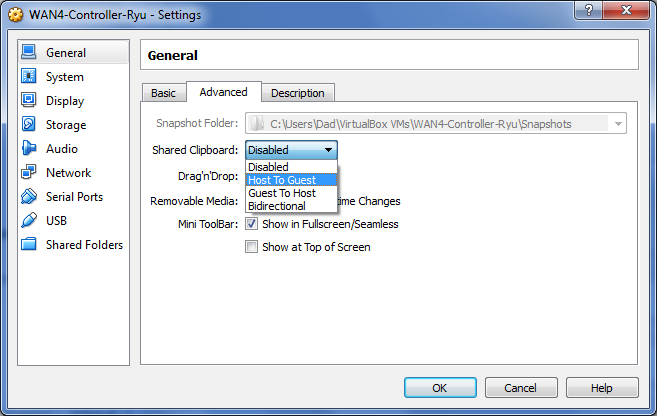 WAN4-Controller-Ryu - Settings
General
System
Display
Storage
Audio
Network
Serial Ports
USB
Shared Folders
General
Basic Advanced Description
Snapshot Folder: C:\Users\Dad\VirtualBox VMs\WAN4-Controller-Ryu\Snapshots
Shared Clipboard: Disabled
Disabled
Drag'n'Drop: Host To Guest
Guest To Host
Removable Media: time Changes
Bidirectional
Mini ToolBar: Show in Fullscreen/Seamless
Show at Top of Screen
OK Cancel Help